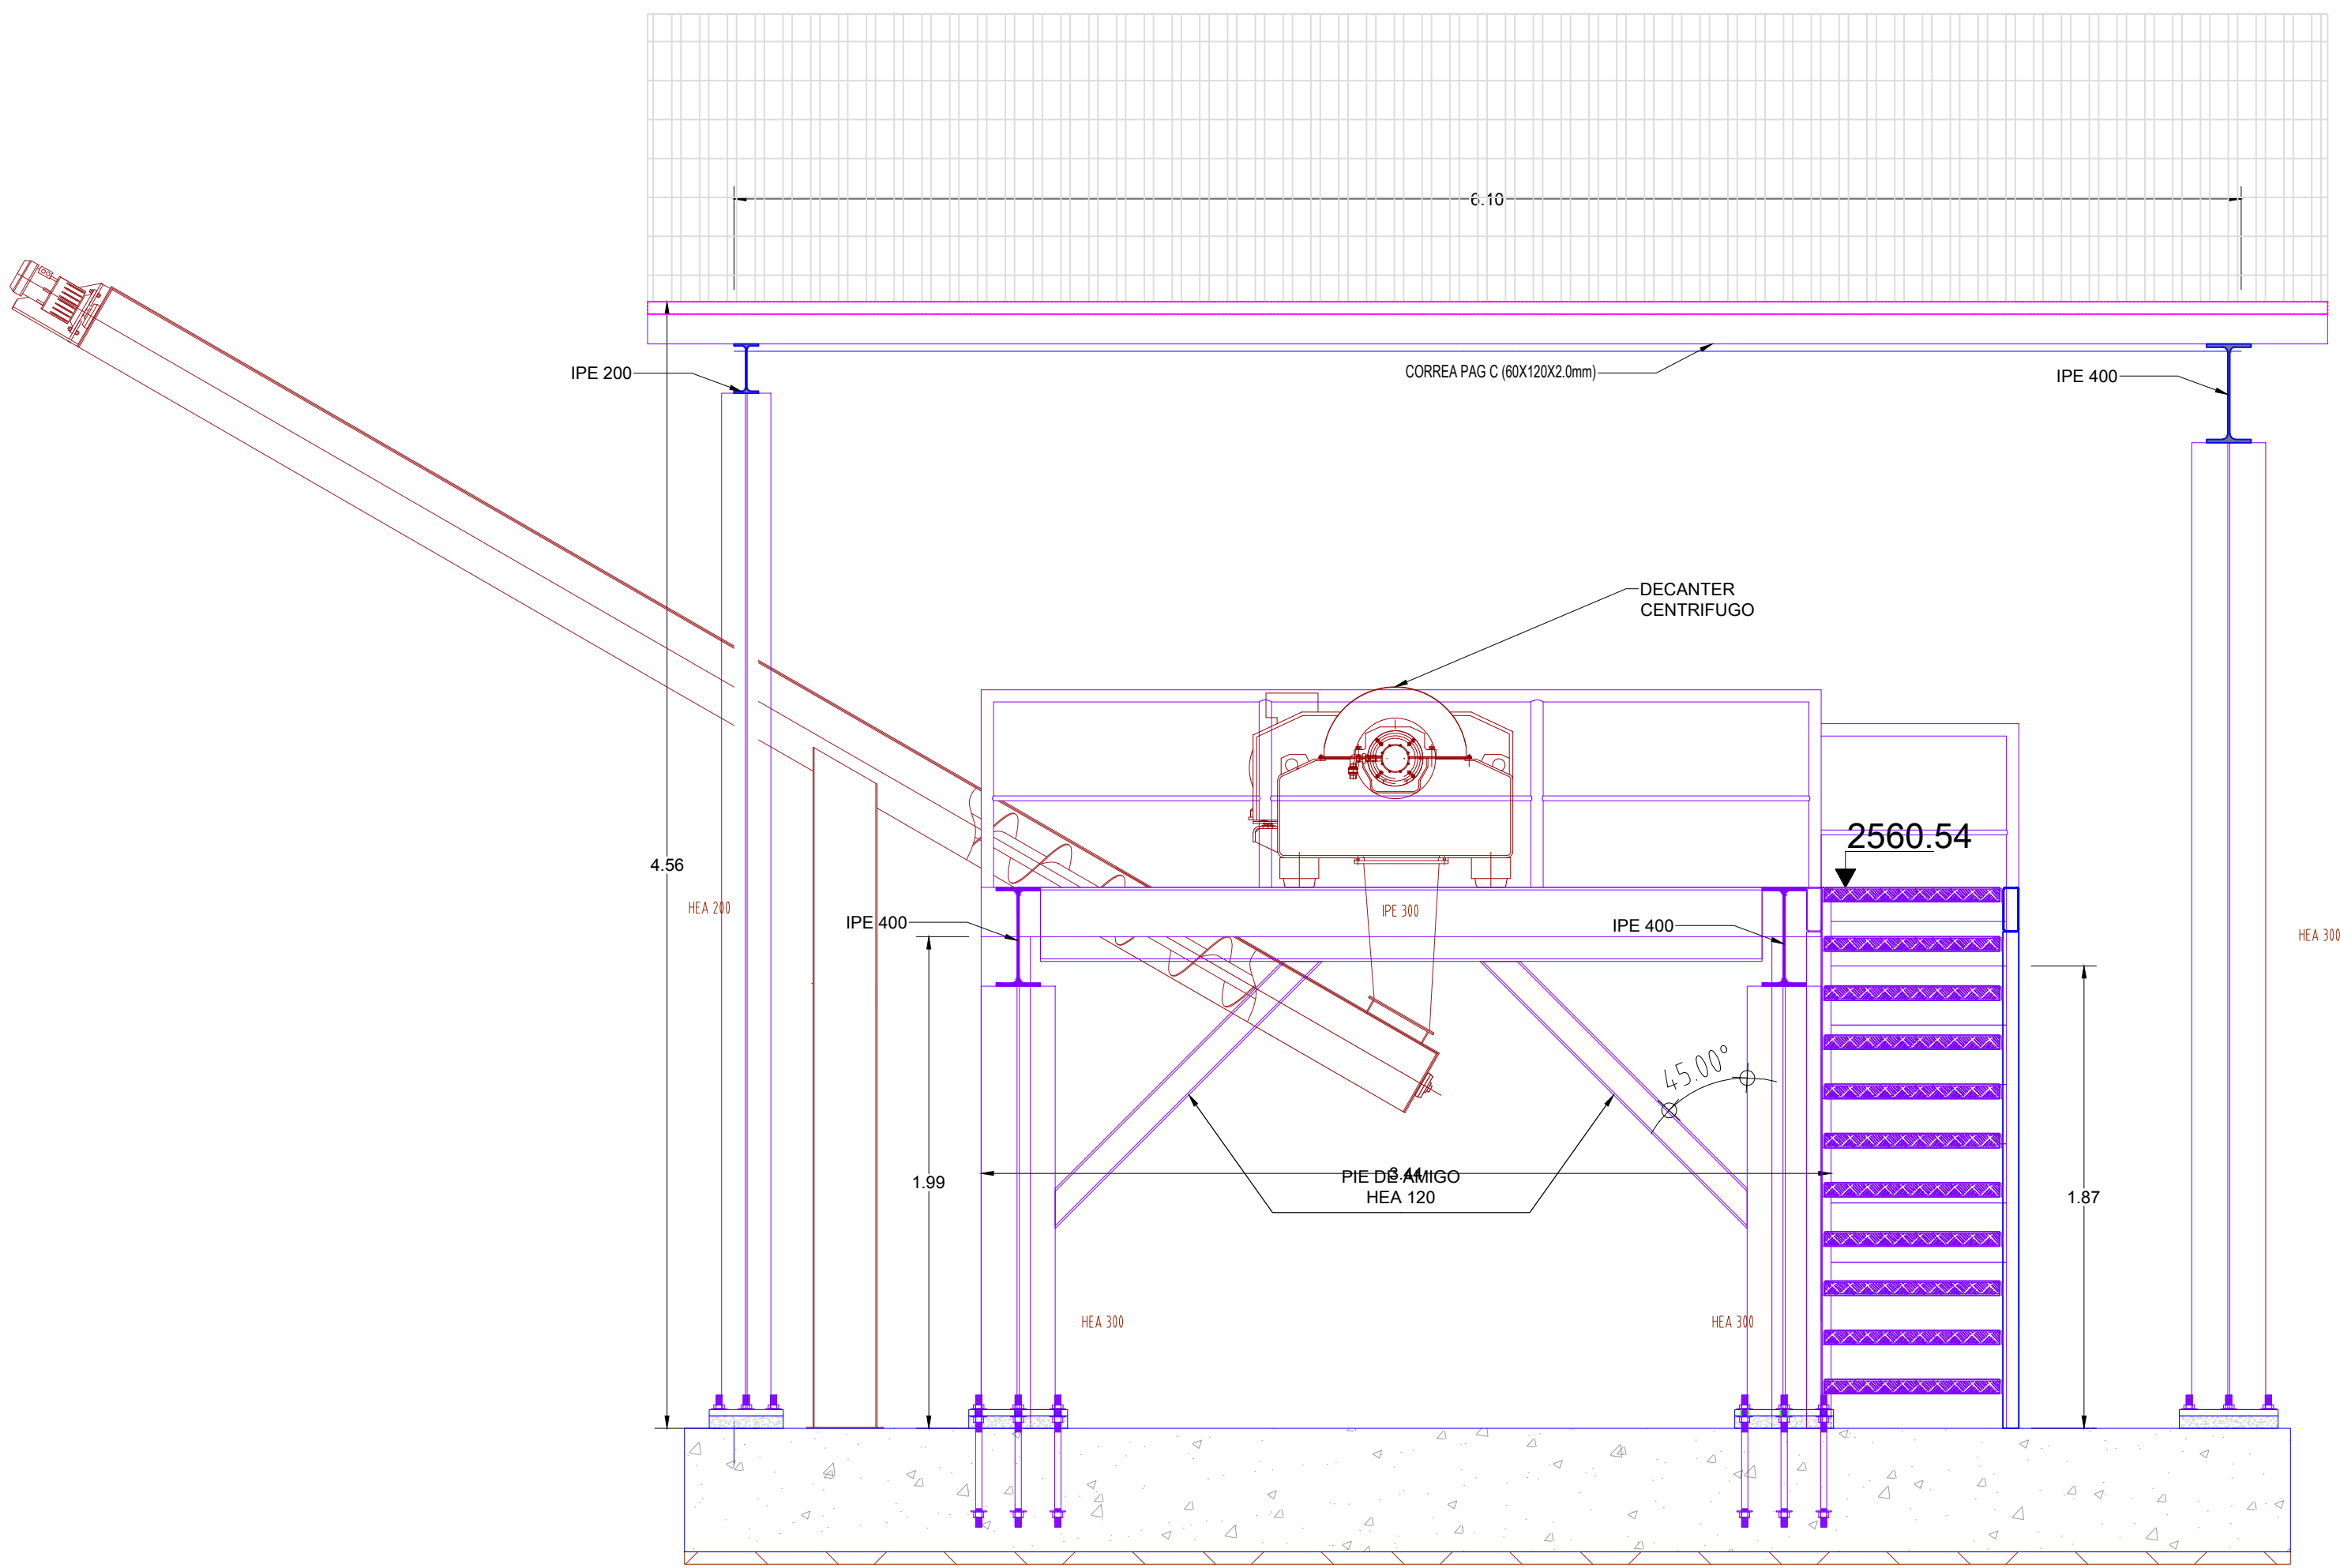 6.10
IPE 200
CORREA PAG C (60X120X2.0mm)
IPE 400
DECANTER
CENTRIFUGO
2560.54
4.56
HEA 200
IPE 400
IPE 300
IPE 400
HEA 300
45.00°
1.99
3.44
PIE DE AMIGO
HEA 120
1.87
HEA 300
HEA 300